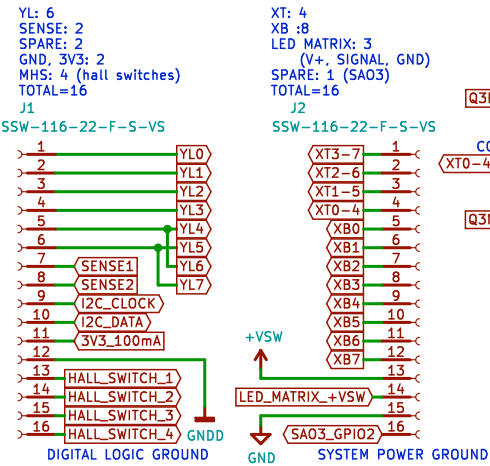 YL: 6
SENSE: 2
SPARE: 2
GND, 3V3: 2
MHS: 4 (hall switches)
TOTAL=16
J1
SSW-116-22-F-S-VS
1 YL0
2 YL1
3 YL2
4 YL3
5 YL4
6 YL5
YL6
7 SENSE1
YL7
8 SENSE2
9 I2C_CLOCK
10 I2C_DATA
11 3V3_100mA
12
13 HALL_SWITCH_1
14 HALL_SWITCH_2
15 HALL_SWITCH_3
16 HALL_SWITCH_4
GNDD
DIGITAL LOGIC GROUND
XT: 4
XB :8
LED MATRIX: 3
(V+, SIGNAL, GND)
SPARE: 1 (SAO3)
TOTAL=16
J2
SSW-116-22-F-S-VS
XT3-7 1
XT2-6 2
XT1-5 3
XT0-4 4
XB0 5
XB1 6
XB2 7
XB3 8
XB4 9
XB5 10
XB6 11
XB7 12
+VSW
13
LED_MATRIX_+VSW 14
15
SAO3_GPIO2 16
GND
SYSTEM POWER GROUND
Q3
CO
XT0-4
Q3